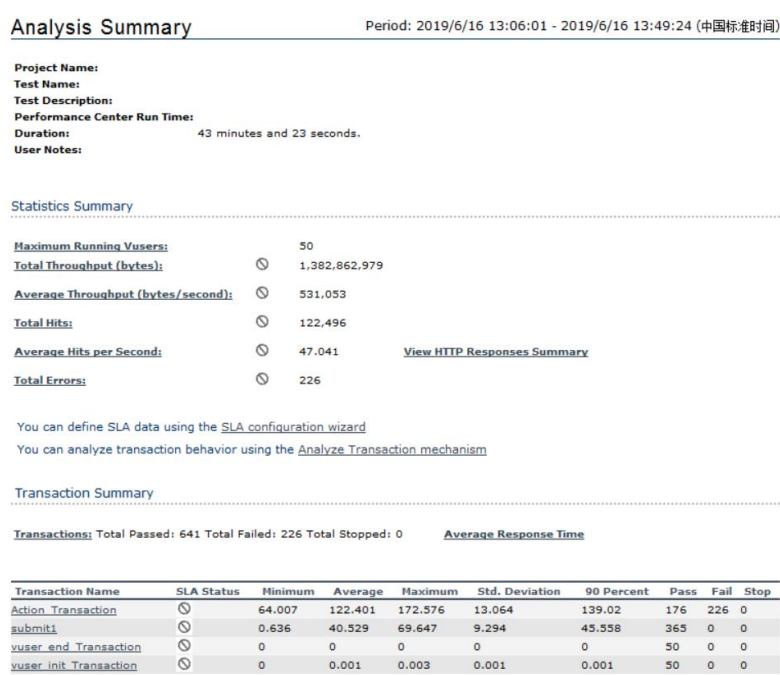 Analysis Summary Period: 2019/6/16 13:06:01 - 2019/6/16 13:49:24 (中国标准时间)
Project Name:
Test Name:
Test Description:
Performance Center Run Time:
Duration: 43 minutes and 23 seconds.
User Notes:
Statistics Summary
Maximum Running Vusers: 50
Total Throughput (bytes): 1,382,862,979
Average Throughput (bytes/second): 531,053
Total Hits: 122,496
Average Hits per Second: 47.041 View HTTP Responses Summary
Total Errors: 226
You can define SLA data using the SLA configuration wizard
You can analyze transaction behavior using the Analyze Transaction mechanism
Transaction Summary
Transactions: Total Passed: 641 Total Failed: 226 Total Stopped: 0 Average Response Time
Transaction Name SLA Status Minimum Average Maximum Std. Deviation 90 Percent Pass Fail Stop
Action_Transaction 64.007 122.401 172.576 13.064 139.02 176 226 0
submit1 0.636 40.529 69.647 9.294 45.558 365 0 0
vuser_end_Transaction 0 0 0 0 0 50 0 0
vuser_init_Transaction 0 0.001 0.003 0.001 0.001 50 0 0